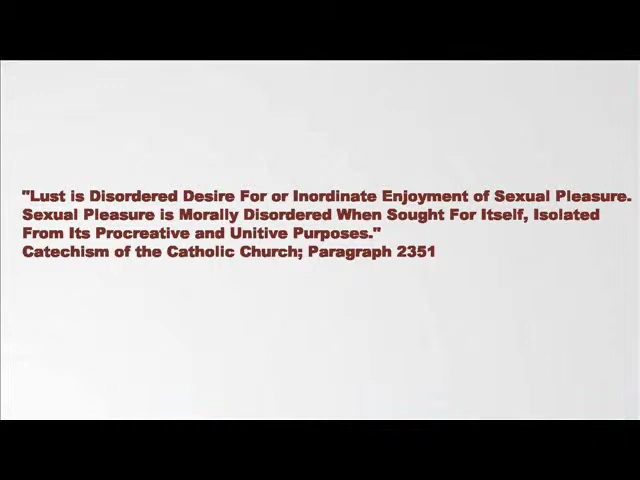 "Lust is Disordered Desire For or Inordinate Enjoyment of Sexual Pleasure.
Sexual Pleasure is Morally Disordered When Sought For Itself, Isolated
From Its Procreative and Unitive Purposes."
Catechism of the Catholic Church; Paragraph 2351